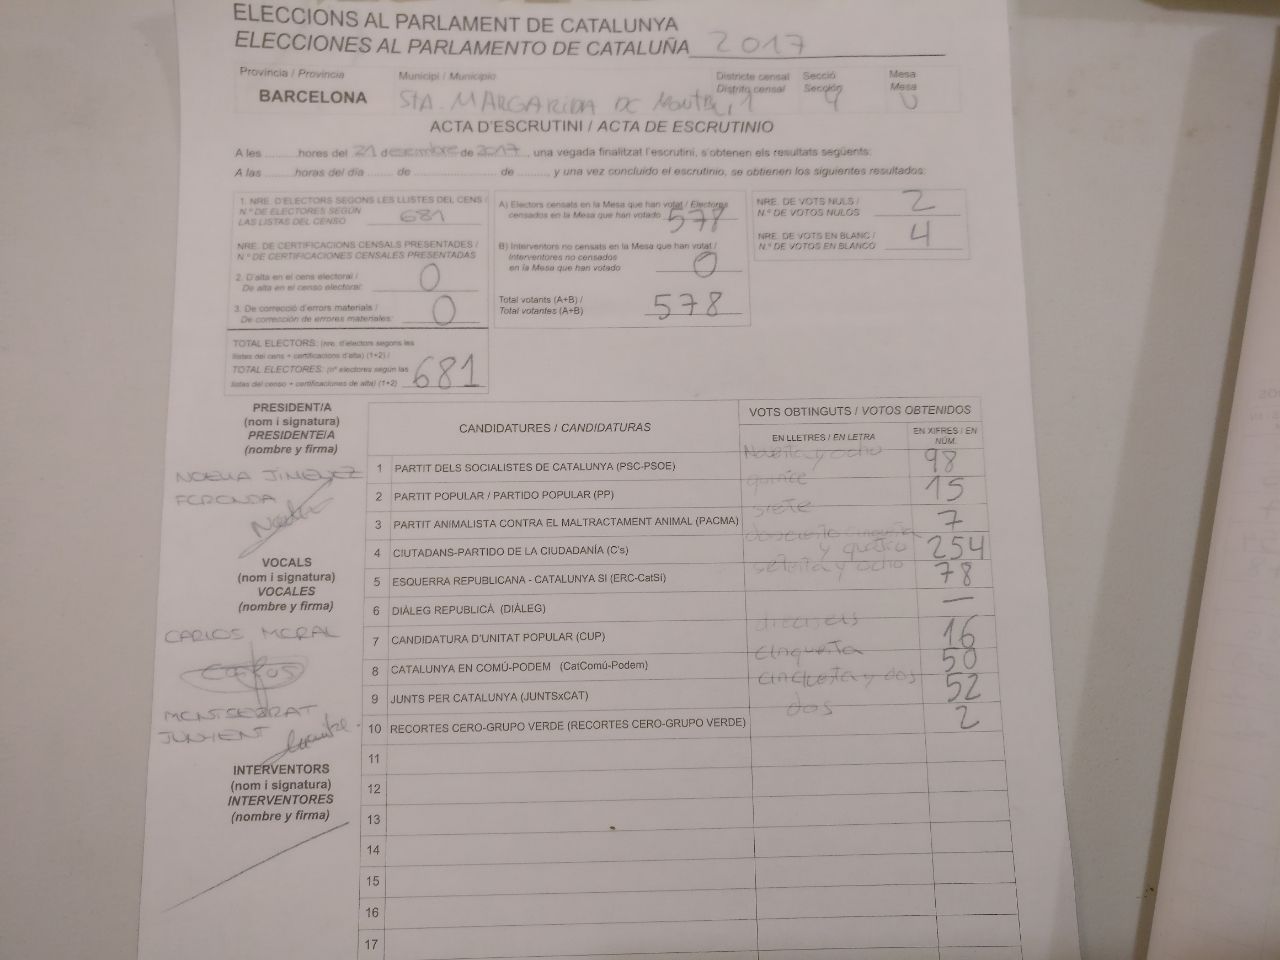 ELECCIONS AL PARLAMENT DE CATALUNYA
ELECCIONES AL PARLAMENTO DE CATALUÑA 2017
Provincia / Provincia
BARCELONA
Municipi / Municipio
STA. MARGARIDA DE
Districte censal
Distrito censal
1
Secció
Sección
4
Mesa
Mesa
U
ACTA D'ESCRUTINI / ACTA DE ESCRUTINIO
A les ......... hores del 21 desembre de 2017, una vegada finalitzat l'escrutini, s'obtenen els resultats següents:
A las ......... horas del día ........ de ........................ de ........, y una vez concluido el escrutinio, se obtienen los siguientes resultados:
1. NRE. D'ELECTORS SEGONS LES LLISTES DEL CENS /
N.º DE ELECTORES SEGÚN
LAS LISTAS DEL CENSO 681
NRE. DE CERTIFICACIONS CENSALS PRESENTADES /
N.º DE CERTIFICACIONES CENSALES PRESENTADAS
2. D'alta en el cens electoral /
De alta en el censo electoral: 0
3. De correcció d'errors materials /
De corrección de errores materiales: 0
TOTAL ELECTORS: (nre. d'electors segons les
llistes del cens + certificacions d'alta) (1+2) /
TOTAL ELECTORES: (nº electores según las
listas del censo + certificaciones de alta) (1+2) 681
A) Electors censats en la Mesa que han votat / Electores
censados en la Mesa que han votado 578
B) Interventors no censats en la Mesa que han votat /
Interventores no censados
en la Mesa que han votado 0
Total votants (A+B) /
Total votantes (A+B) 578
NRE. DE VOTS NULS /
N.º DE VOTOS NULOS 2
NRE. DE VOTS EN BLANC /
N.º DE VOTOS EN BLANCO 4
PRESIDENT/A
(nom i signatura)
PRESIDENTE/A
(nombre y firma)
NOELIA JIMENEZ
VOCALS
(nom i signatura)
VOCALES
(nombre y firma)
CARLOS MORAL
MONTSERRAT
JUNYENT
INTERVENTORS
(nom i signatura)
INTERVENTORES
(nombre y firma)
CANDIDATURES / CANDIDATURAS
VOTS OBTINGUTS / VOTOS OBTENIDOS
EN LLETRES / EN LETRA
EN XIFRES / EN NÚM.
1 PARTIT DELS SOCIALISTES DE CATALUNYA (PSC-PSOE) Noventa y ocho 98
2 PARTIT POPULAR / PARTIDO POPULAR (PP) quince 15
3 PARTIT ANIMALISTA CONTRA EL MALTRACTAMENT ANIMAL (PACMA) siete 7
4 CIUTADANS-PARTIDO DE LA CIUDADANÍA (C's) y quatro 254
5 ESQUERRA REPUBLICANA - CATALUNYA SI (ERC-CatSí) setenta y ocho 78
6 DIÀLEG REPUBLICÀ (DIÀLEG) —
7 CANDIDATURA D'UNITAT POPULAR (CUP) dieciseis 16
8 CATALUNYA EN COMÚ-PODEM (CatComú-Podem) cinquenta 50
9 JUNTS PER CATALUNYA (JUNTSxCAT) cinquenta y dos 52
10 RECORTES CERO-GRUPO VERDE (RECORTES CERO-GRUPO VERDE) dos 2
11
12
13
14
15
16
17